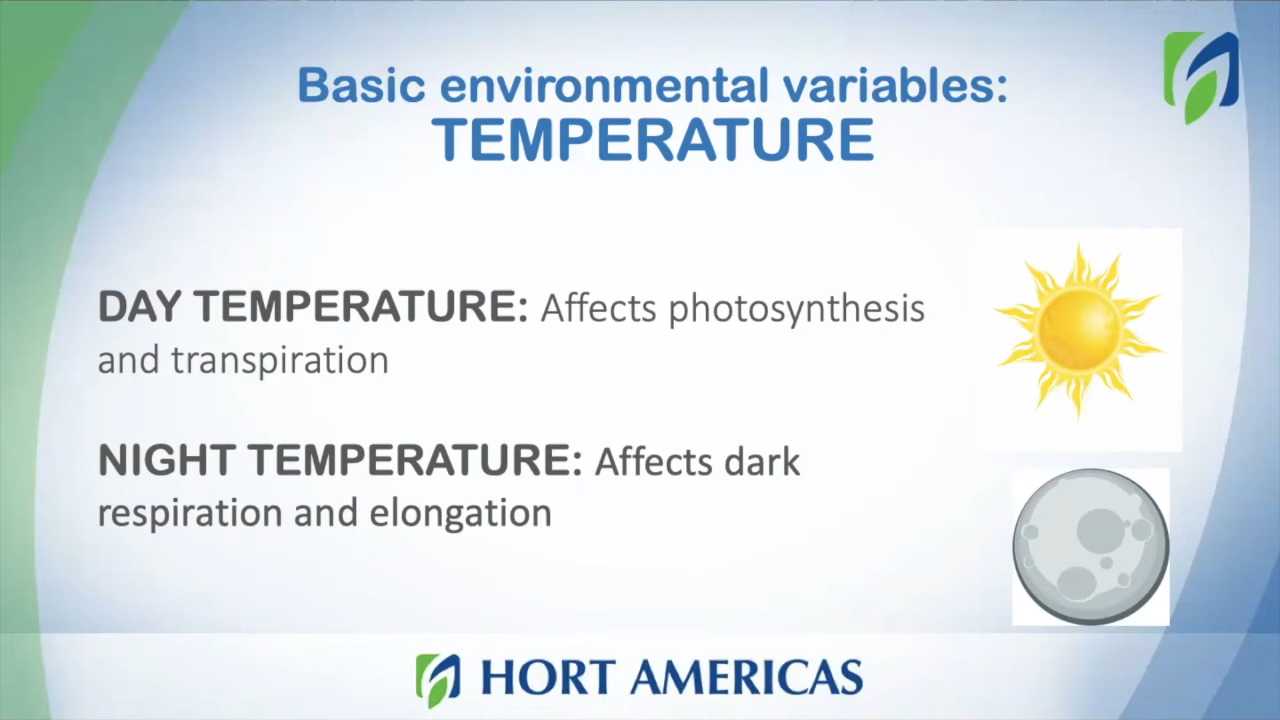 Basic environmental variables:
TEMPERATURE
DAY TEMPERATURE: Affects photosynthesis
and transpiration
NIGHT TEMPERATURE: Affects dark
respiration and elongation
HORT AMERICAS